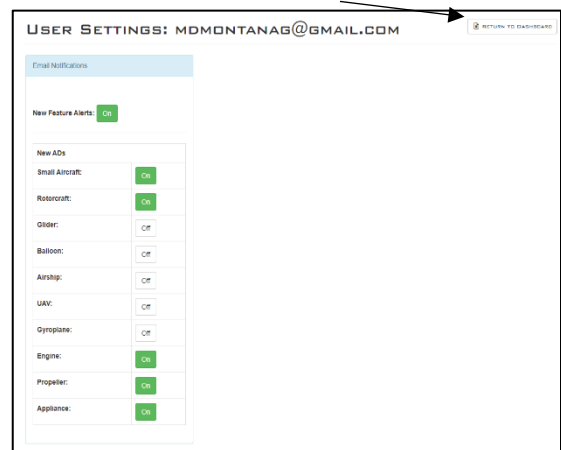 USER SETTINGS: MDMONTANAG@GMAIL.COM
RETURN TO DASHBOARD
Email Notifications
New Feature Alerts: On
New ADs
Small Aircraft: On
Rotorcraft: On
Glider: Off
Balloon: Off
Airship: Off
UAV: Off
Gyroplane: Off
Engine: On
Propeller: On
Appliance: On